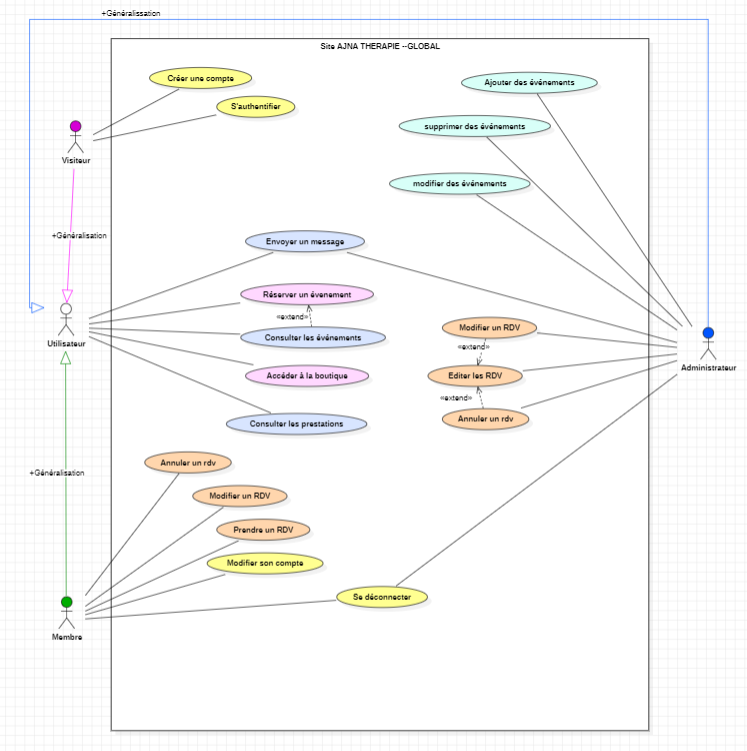 +Générallssation
Site AJNA THERAPIE --GLOBAL
Créer une compte
Ajouter des événements
S'authentifier
supprimer des événements
Visiteur
modifier des événements
+Généralisation
Envoyer un message
Réserver un évenement
«extend»
Consulter les événements
Utilisateur
Modifier un RDV
«extend»
Accéder à la boutique
Editer les RDV
Administrateur
«extend»
Annuler un rdv
Consulter les prestations
Annuler un rdv
+Généralisation
Modifier un RDV
Prendre un RDV
Modifier son compte
Se déconnecter
Membre